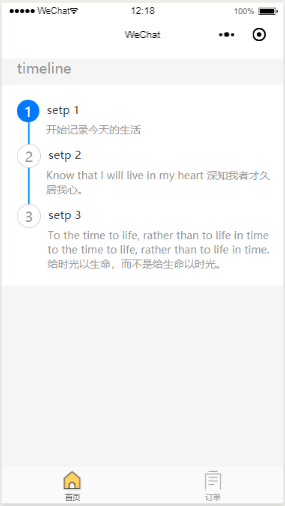 WeChat
12:18
100%
WeChat
timeline
1
setp 1
开始记录今天的生活
2
setp 2
Know that I will live in my heart 深知我者才久
居我心。
3
setp 3
To the time to life, rather than to life in time
to the time to life, rather than to life in time.
给时光以生命，而不是给生命以时光。
首页
订单